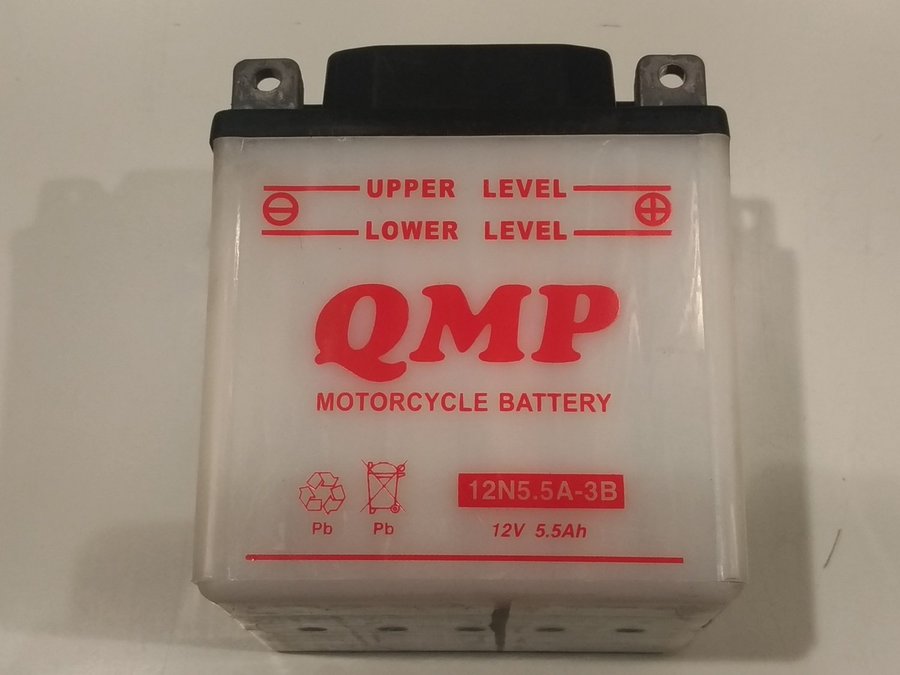 UPPER LEVEL
LOWER LEVEL
QMP
MOTORCYCLE BATTERY
Pb Pb 12N5.5A-3B
12V 5.5Ah